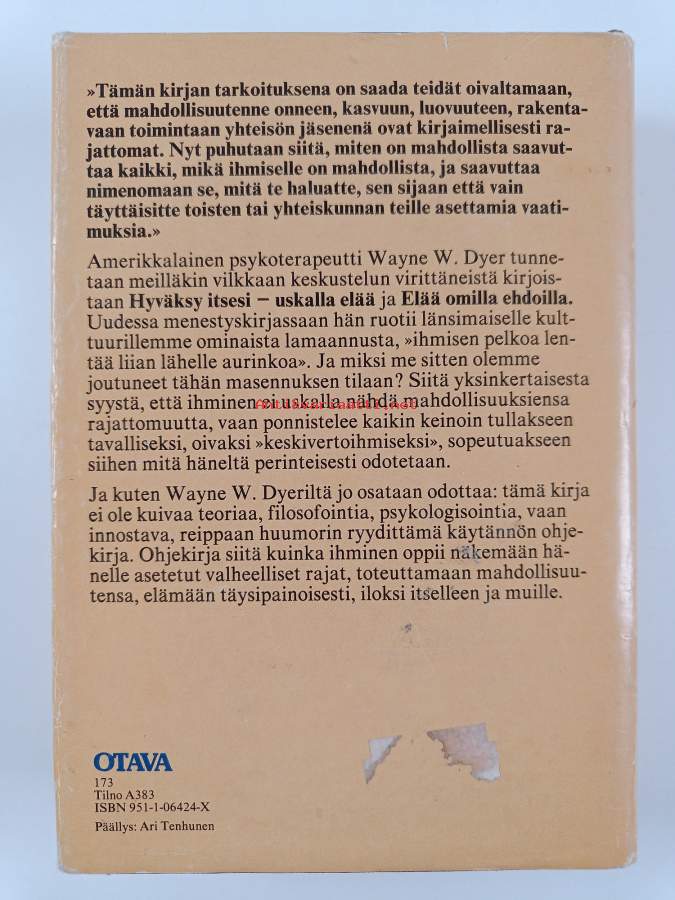 »Tämän kirjan tarkoituksena on saada teidät oivaltamaan,
että mahdollisuutenne onneen, kasvuun, luovuuteen, rakenta-
vaan toimintaan yhteisön jäsenenä ovat kirjaimellisesti ra-
jattomat. Nyt puhutaan siitä, miten on mahdollista saavut-
taa kaikki, mikä ihmiselle on mahdollista, ja saavuttaa
nimenomaan se, mitä te haluatte, sen sijaan että vain
täyttäisitte toisten tai yhteiskunnan teille asettamia vaati-
muksia.»
Amerikkalainen psykoterapeutti Wayne W. Dyer tunne-
taan meilläkin vilkkaan keskustelun virittäneistä kirjois-
taan Hyväksy itsesi – uskalla elää ja Elää omilla ehdoilla.
Uudessa menestyskirjassaan hän ruotii länsimaiselle kult-
tuurillemme ominaista lamaannusta, »ihmisen pelkoa len-
tää liian lähelle aurinkoa». Ja miksi me sitten olemme
joutuneet tähän masennuksen tilaan? Siitä yksinkertaisesta
syystä, että ihminen ei uskalla nähdä mahdollisuuksiensa
rajattomuutta, vaan ponnistelee kaikin keinoin tullakseen
tavalliseksi, oivaksi »keskivertoihmiseksi», sopeutuakseen
siihen mitä häneltä perinteisesti odotetaan.
Ja kuten Wayne W. Dyeriltä jo osataan odottaa: tämä kirja
ei ole kuivaa teoriaa, filosofointia, psykologisointia, vaan
innostava, reippaan huumorin ryydittämä käytännön ohje-
kirja. Ohjekirja siitä kuinka ihminen oppii näkemään hä-
nelle asetetut valheelliset rajat, toteuttamaan mahdollisuu-
tensa, elämään täysipainoisesti, iloksi itselleen ja muille.
OTAVA
173
Tilno A383
ISBN 951-1-06424-X
Päällys: Ari Tenhunen